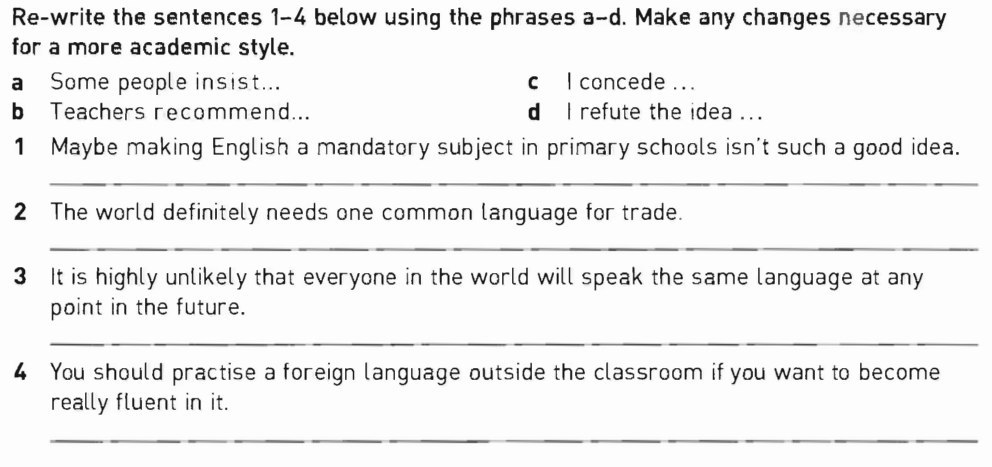 Re-write the sentences 1–4 below using the phrases a–d. Make any changes necessary
for a more academic style.
a Some people insist... c I concede ...
b Teachers recommend... d I refute the idea ...
1 Maybe making English a mandatory subject in primary schools isn't such a good idea.
2 The world definitely needs one common language for trade.
3 It is highly unlikely that everyone in the world will speak the same language at any
point in the future.
4 You should practise a foreign language outside the classroom if you want to become
really fluent in it.